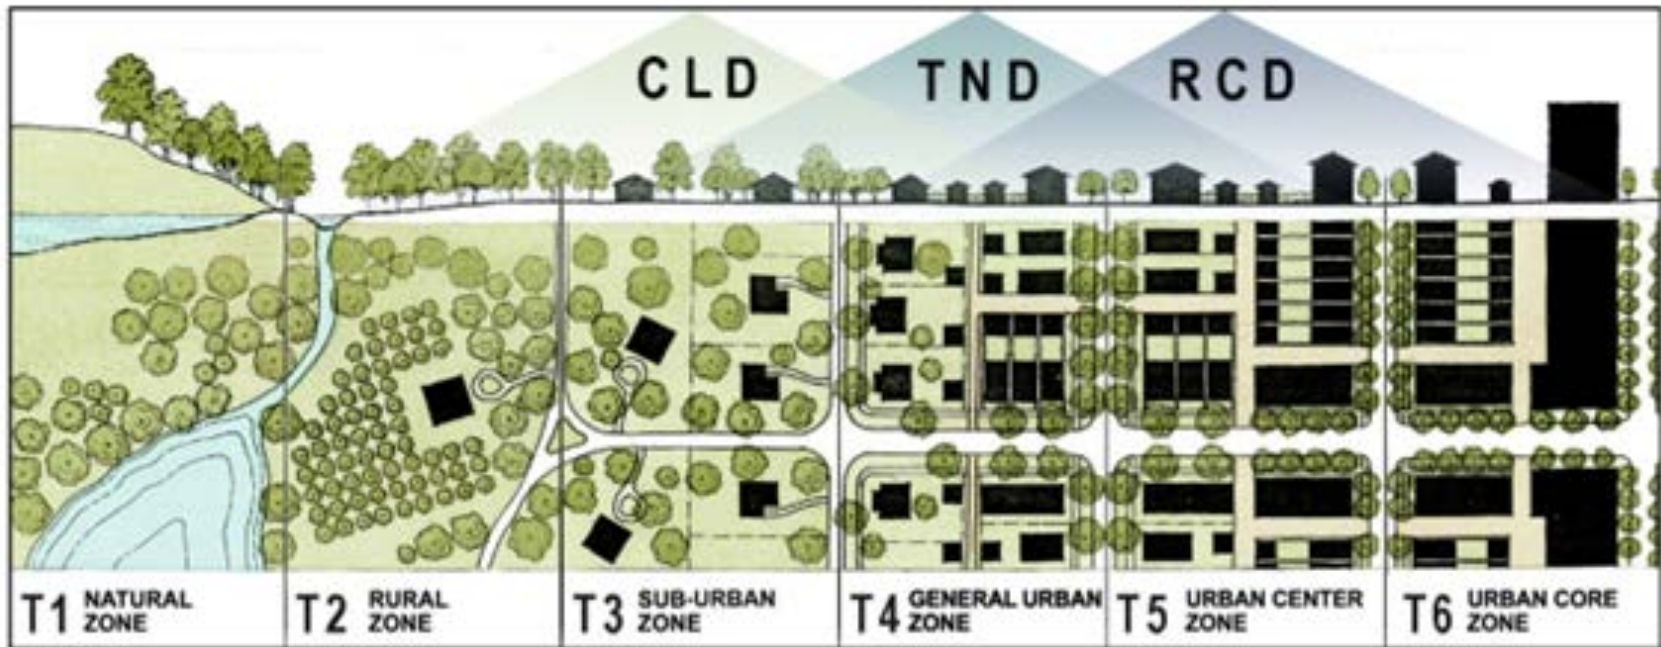 CLD
TND
RCD
T1 NATURAL
ZONE
T2 RURAL
ZONE
T3 SUB-URBAN
ZONE
T4 GENERAL URBAN
ZONE
T5 URBAN CENTER
ZONE
T6 URBAN CORE
ZONE